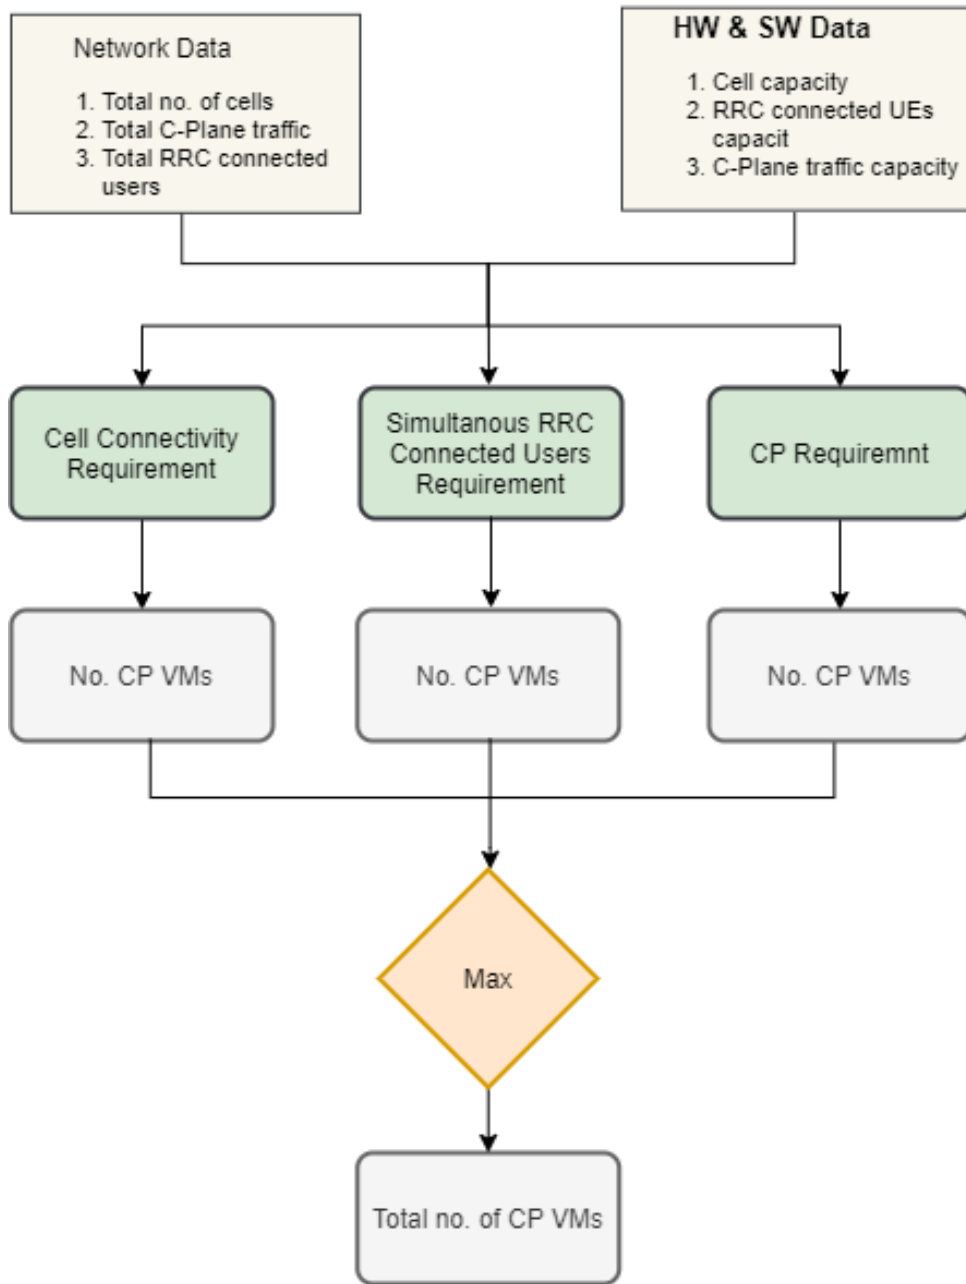 Network Data
1. Total no. of cells
2. Total C-Plane traffic
3. Total RRC connected
users
HW & SW Data
1. Cell capacity
2. RRC connected UEs
capacit
3. C-Plane traffic capacity
Cell Connectivity
Requirement
Simultanous RRC
Connected Users
Requirement
CP Requiremnt
No. CP VMs
No. CP VMs
No. CP VMs
Max
Total no. of CP VMs